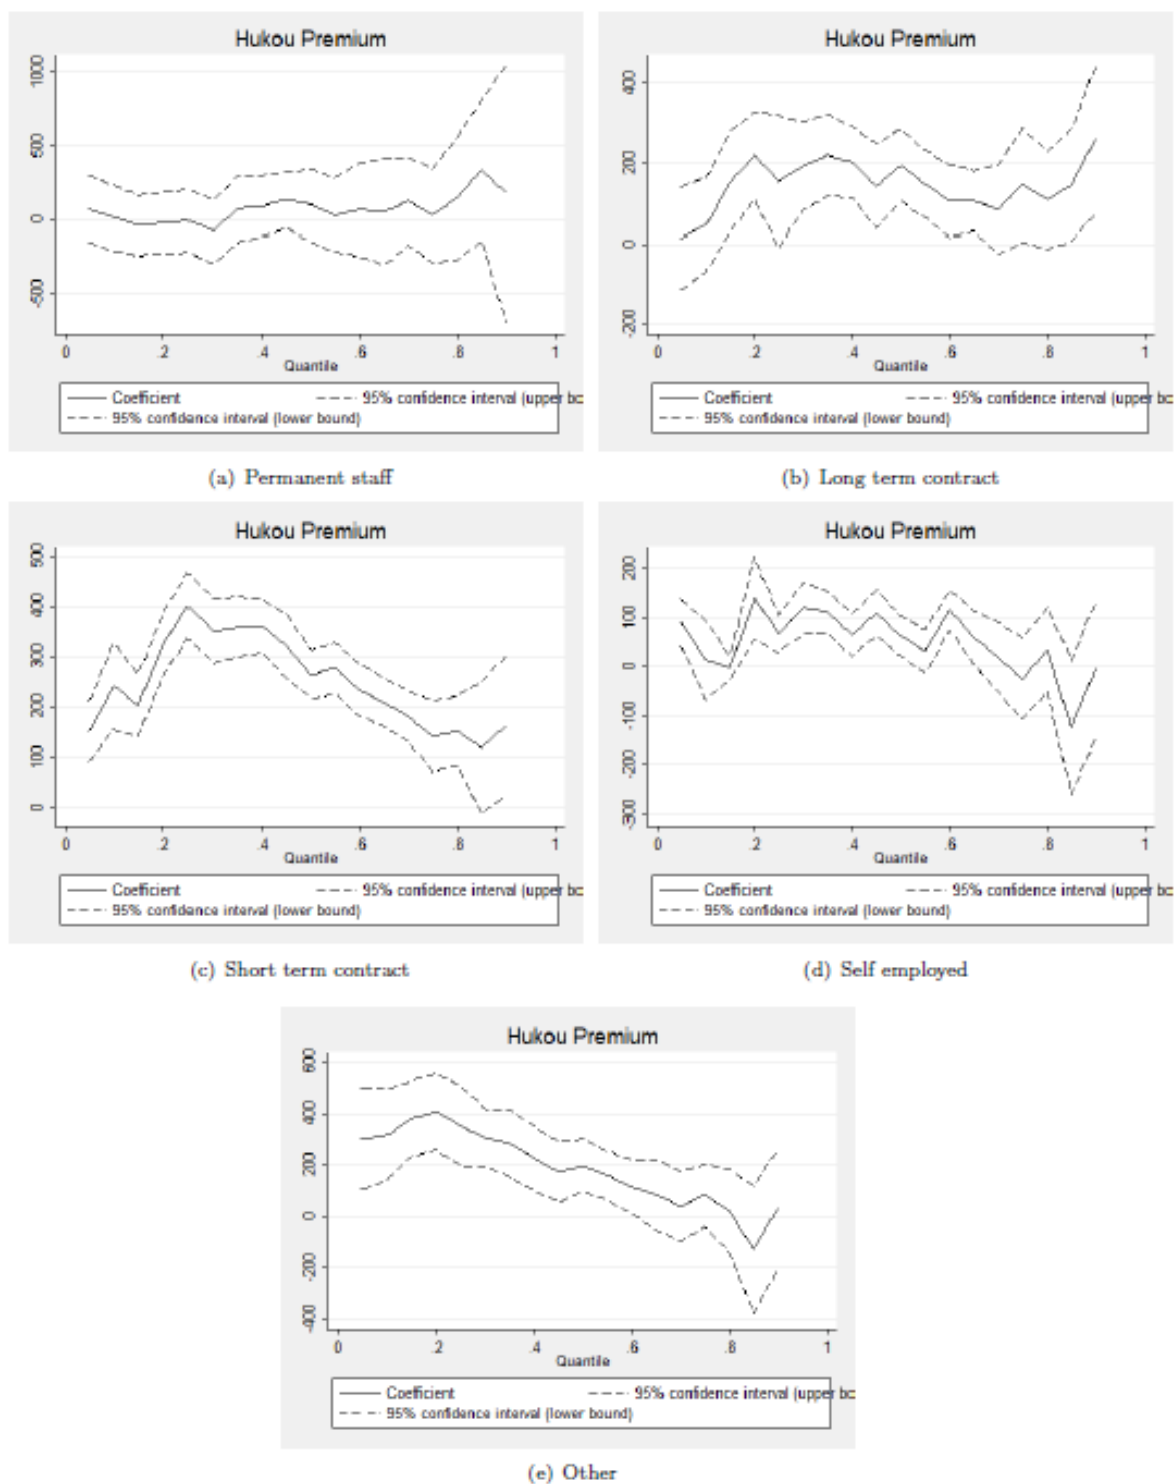 Hukou Premium
1000
500
0
-500
0 .2 .4 .6 .8 1
Quantile
Coefficient 95% confidence interval (upper bo
95% confidence interval (lower bound)
(a) Permanent staff
Hukou Premium
400
200
0
-200
0 .2 .4 .6 .8 1
Quantile
Coefficient 95% confidence interval (upper bo
95% confidence interval (lower bound)
(b) Long term contract
Hukou Premium
500
400
300
200
100
0
0 .2 .4 .6 .8 1
Quantile
Coefficient 95% confidence interval (upper bo
95% confidence interval (lower bound)
(c) Short term contract
Hukou Premium
200
100
0
-100
-200
-300
0 .2 .4 .6 .8 1
Quantile
Coefficient 95% confidence interval (upper bo
95% confidence interval (lower bound)
(d) Self employed
Hukou Premium
600
400
200
0
-200
-400
0 .2 .4 .6 .8 1
Quantile
Coefficient 95% confidence interval (upper bo
95% confidence interval (lower bound)
(e) Other